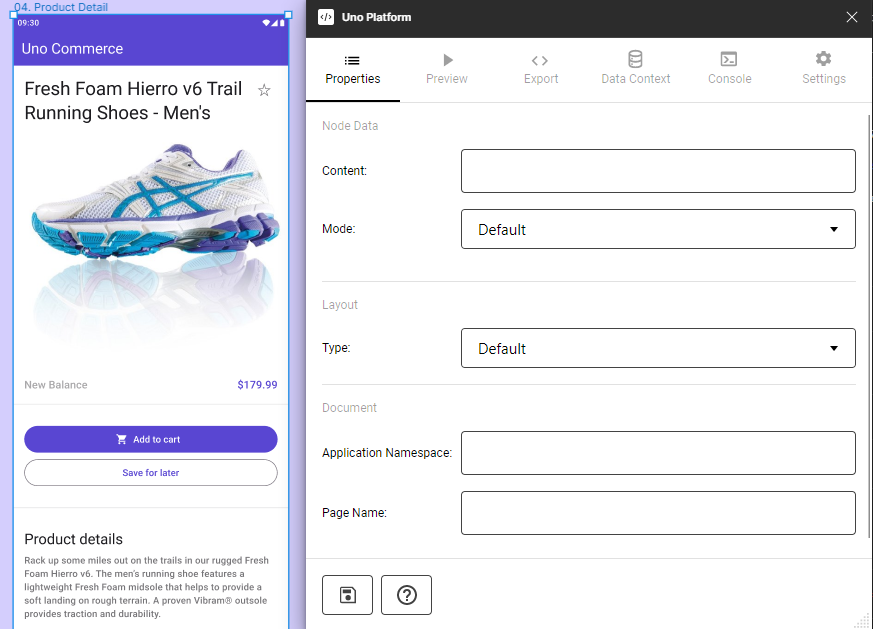 04. Product Detail
09:30
Uno Commerce
Fresh Foam Hierro v6 Trail
Running Shoes - Men's
New Balance
$179.99
Add to cart
Save for later
Product details
Rack up some miles out on the trails in our rugged Fresh
Foam Hierro v6. The men's running shoe features a
lightweight Fresh Foam midsole that helps to provide a
soft landing on rough terrain. A proven Vibram® outsole
provides traction and durability.
Uno Platform
Properties
Preview
Export
Data Context
Console
Settings
Node Data
Content:
Mode:
Default
Layout
Type:
Default
Document
Application Namespace:
Page Name: